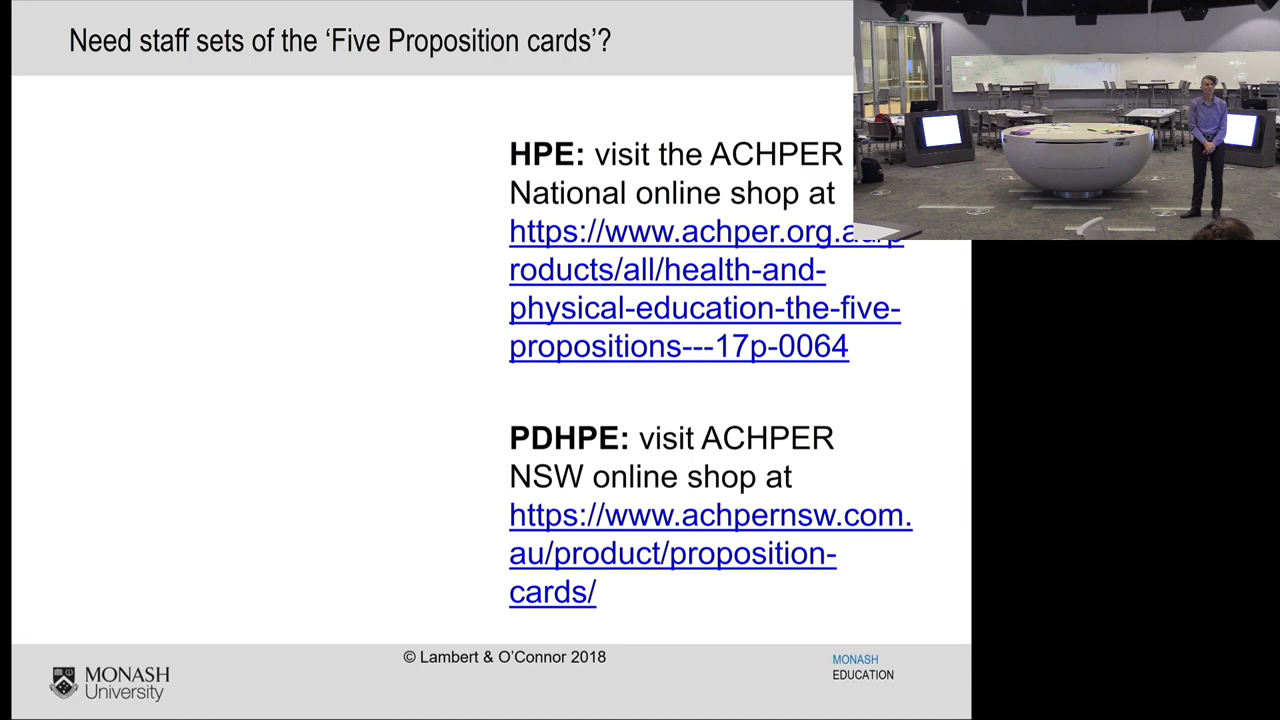 Need staff sets of the ‘Five Proposition cards’?
HPE: visit the ACHPER
National online shop at
https://www.achper.org.au/p
roducts/all/health-and-
physical-education-the-five-
propositions---17p-0064
PDHPE: visit ACHPER
NSW online shop at
https://www.achpernsw.com.
au/product/proposition-
cards/
© Lambert & O’Connor 2018
MONASH
University
MONASH
EDUCATION